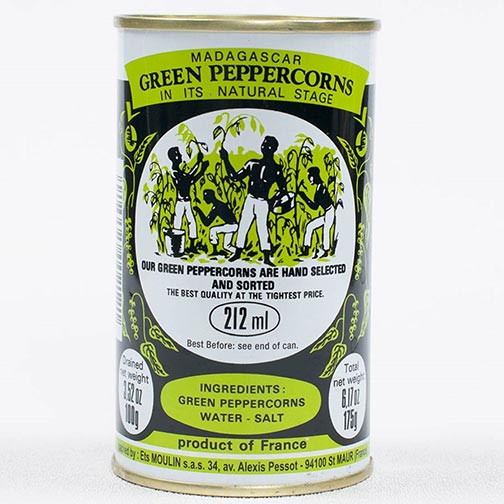 MADAGASCAR
GREEN PEPPERCORNS
IN ITS NATURAL STAGE
OUR GREEN PEPPERCORNS ARE HAND SELECTED
AND SORTED
THE BEST QUALITY AT THE TIGHTEST PRICE.
212 ml
Best Before: see end of can.
Drained
net weight
3,52 oz
100g
Total
net weight
6,17 oz
175g
INGREDIENTS :
GREEN PEPPERCORNS
WATER - SALT
product of France
by : Ets MOULIN s.a.s. 34, av. Alexis Pessot - 94100 St MAUR (France)